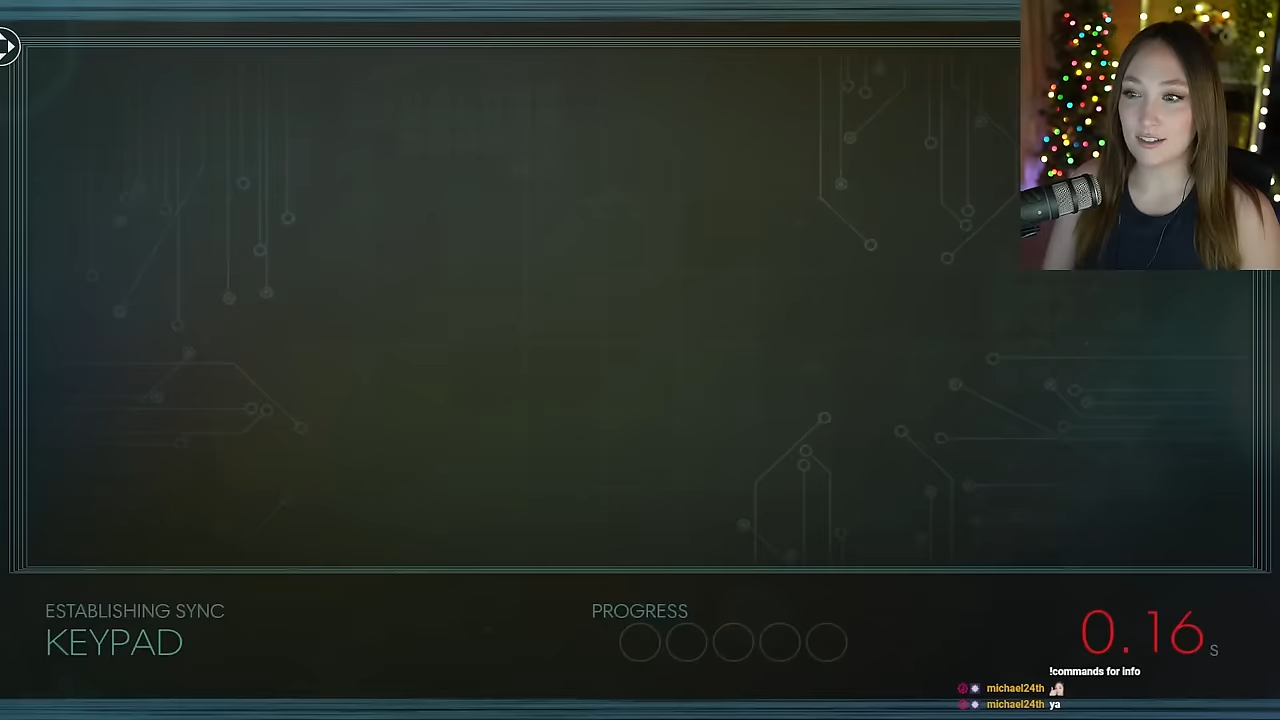 ESTABLISHING SYNC
KEYPAD
PROGRESS
0.16 s
!commands for info
michael24th
michael24th ya